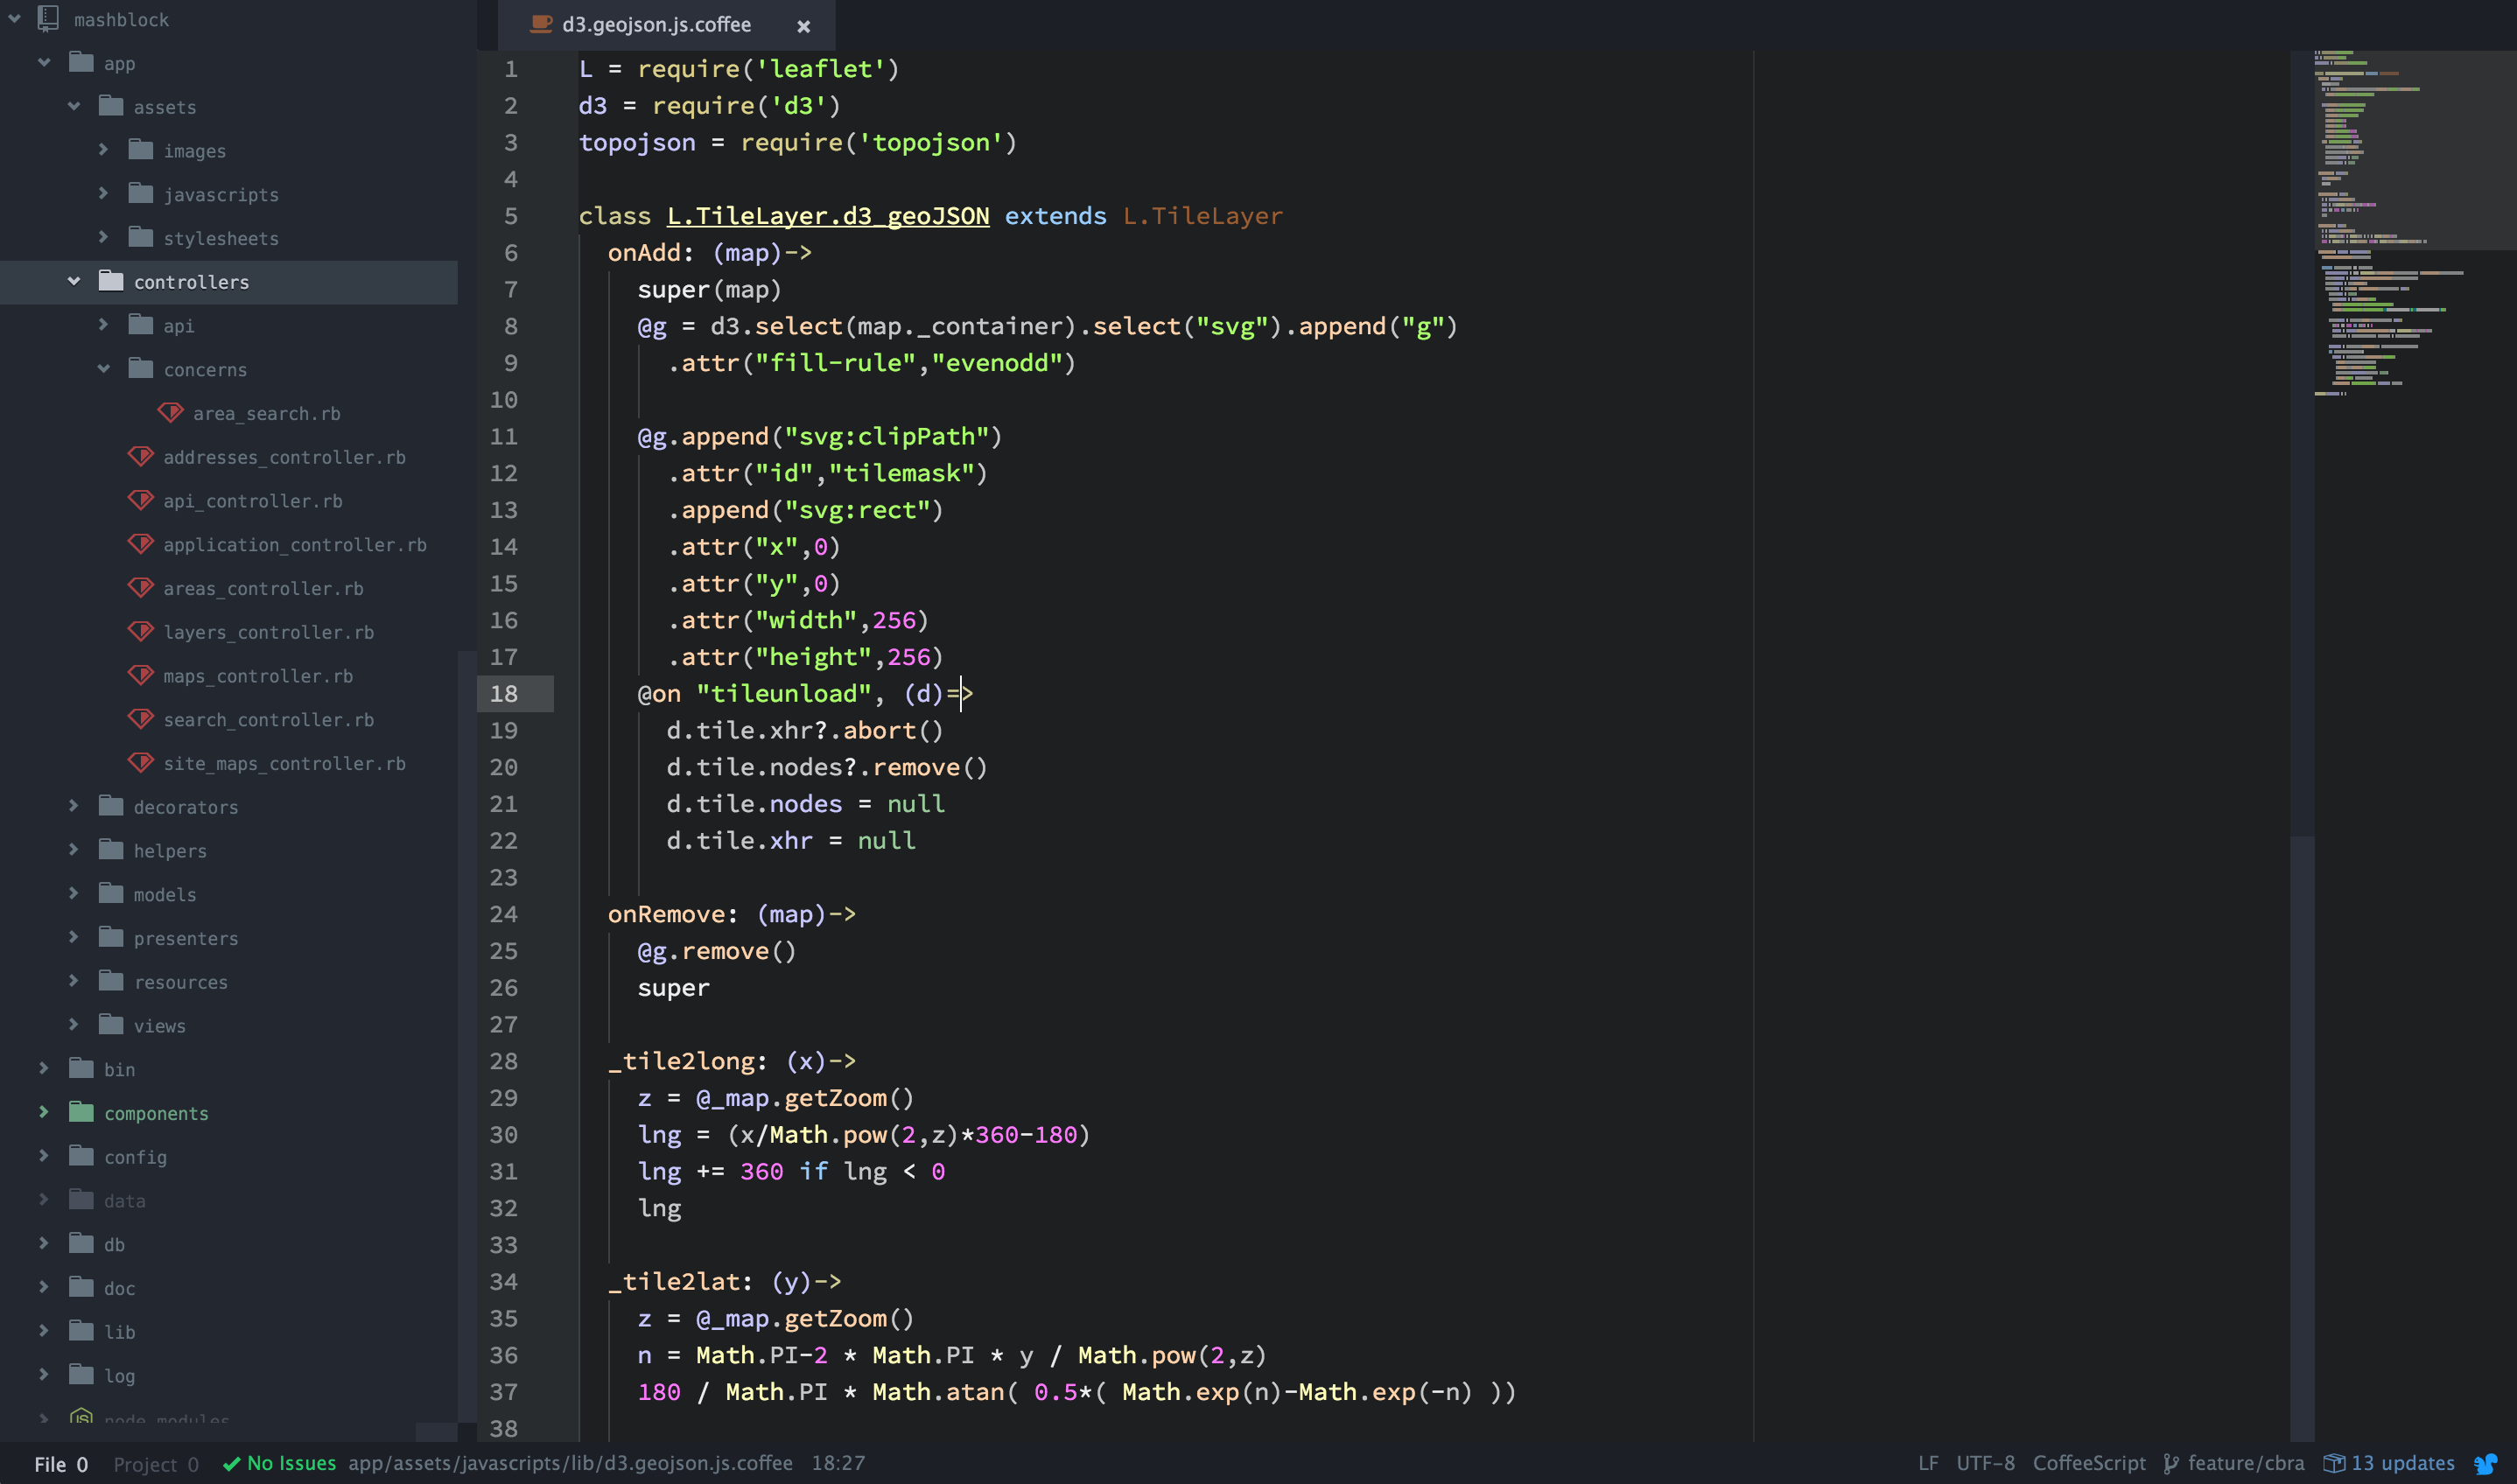 mashblock
app
assets
images
javascripts
stylesheets
controllers
api
concerns
area_search.rb
addresses_controller.rb
api_controller.rb
application_controller.rb
areas_controller.rb
layers_controller.rb
maps_controller.rb
search_controller.rb
site_maps_controller.rb
decorators
helpers
models
presenters
resources
views
bin
components
config
data
db
doc
lib
log
node_modules
d3.geojson.js.coffee
1 L = require('leaflet')
2 d3 = require('d3')
3 topojson = require('topojson')
4
5 class L.TileLayer.d3_geoJSON extends L.TileLayer
6 onAdd: (map)->
7 super(map)
8 @g = d3.select(map._container).select("svg").append("g")
9 .attr("fill-rule","evenodd")
10
11 @g.append("svg:clipPath")
12 .attr("id","tilemask")
13 .append("svg:rect")
14 .attr("x",0)
15 .attr("y",0)
16 .attr("width",256)
17 .attr("height",256)
18 @on "tileunload", (d)=>
19 d.tile.xhr?.abort()
20 d.tile.nodes?.remove()
21 d.tile.nodes = null
22 d.tile.xhr = null
23
24 onRemove: (map)->
25 @g.remove()
26 super
27
28 _tile2long: (x)->
29 z = @_map.getZoom()
30 lng = (x/Math.pow(2,z)*360-180)
31 lng += 360 if lng < 0
32 lng
33
34 _tile2lat: (y)->
35 z = @_map.getZoom()
36 n = Math.PI-2 * Math.PI * y / Math.pow(2,z)
37 180 / Math.PI * Math.atan( 0.5*( Math.exp(n)-Math.exp(-n) ))
38
File 0 Project 0 No Issues app/assets/javascripts/lib/d3.geojson.js.coffee 18:27 LF UTF-8 CoffeeScript feature/cbra 13 updates